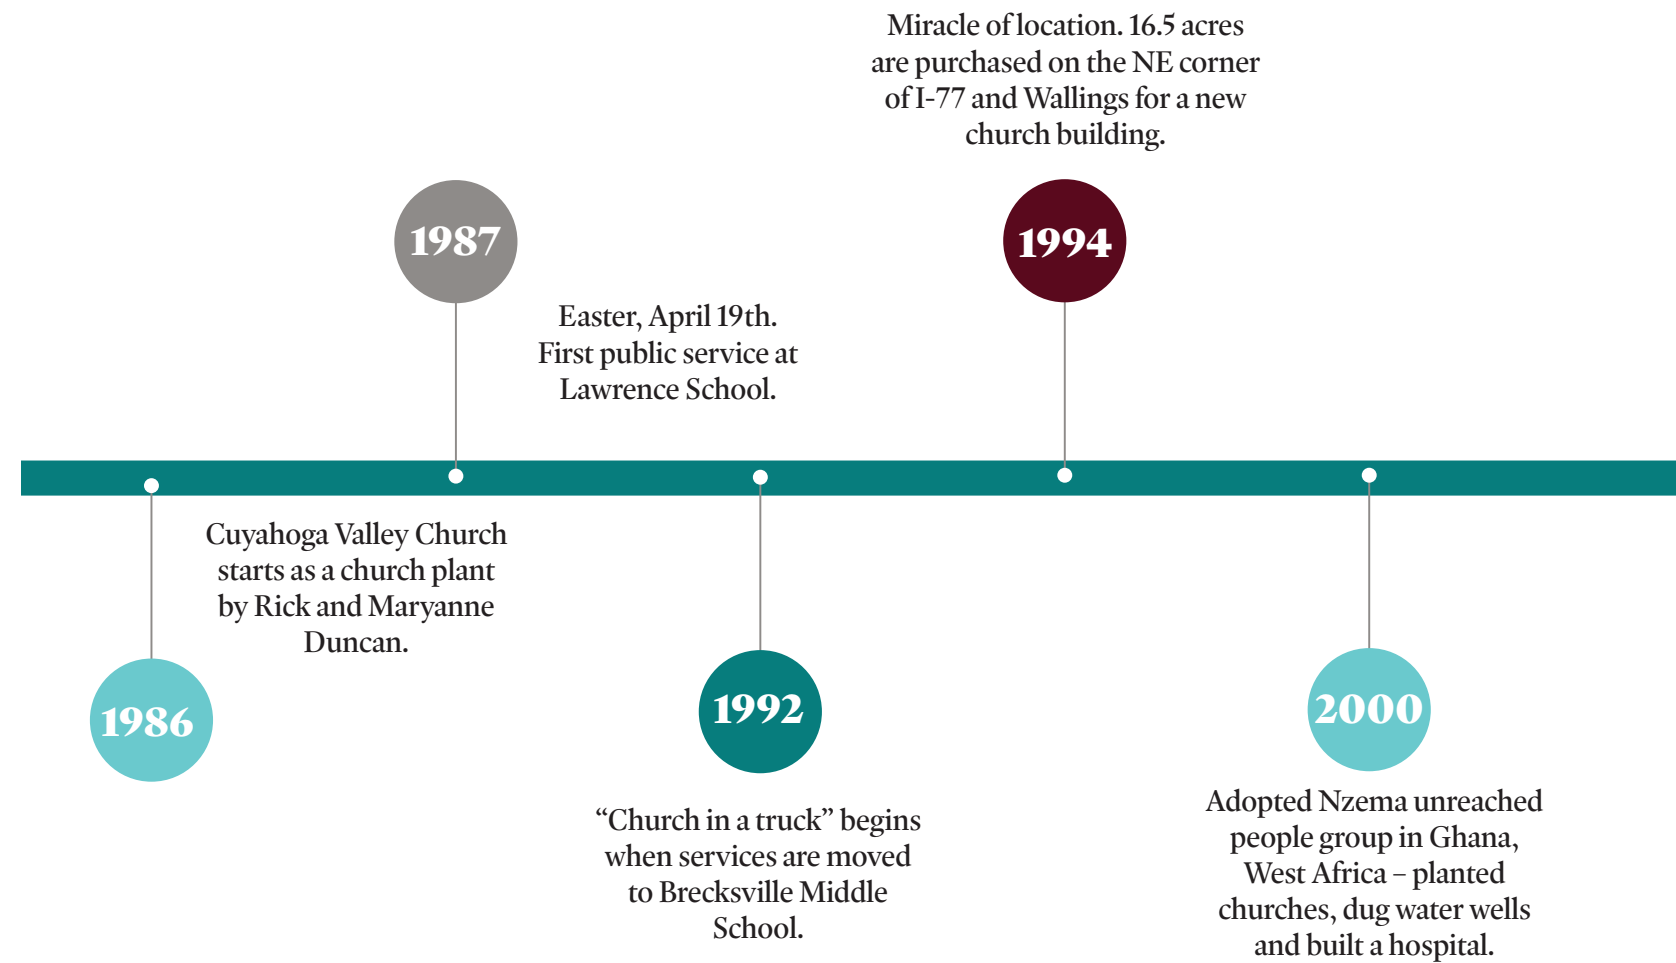 1986
Cuyahoga Valley Church
starts as a church plant
by Rick and Maryanne
Duncan.
1987
Easter, April 19th.
First public service at
Lawrence School.
1992
“Church in a truck” begins
when services are moved
to Brecksville Middle
School.
Miracle of location. 16.5 acres
are purchased on the NE corner
of I-77 and Wallings for a new
church building.
1994
2000
Adopted Nzema unreached
people group in Ghana,
West Africa – planted
churches, dug water wells
and built a hospital.